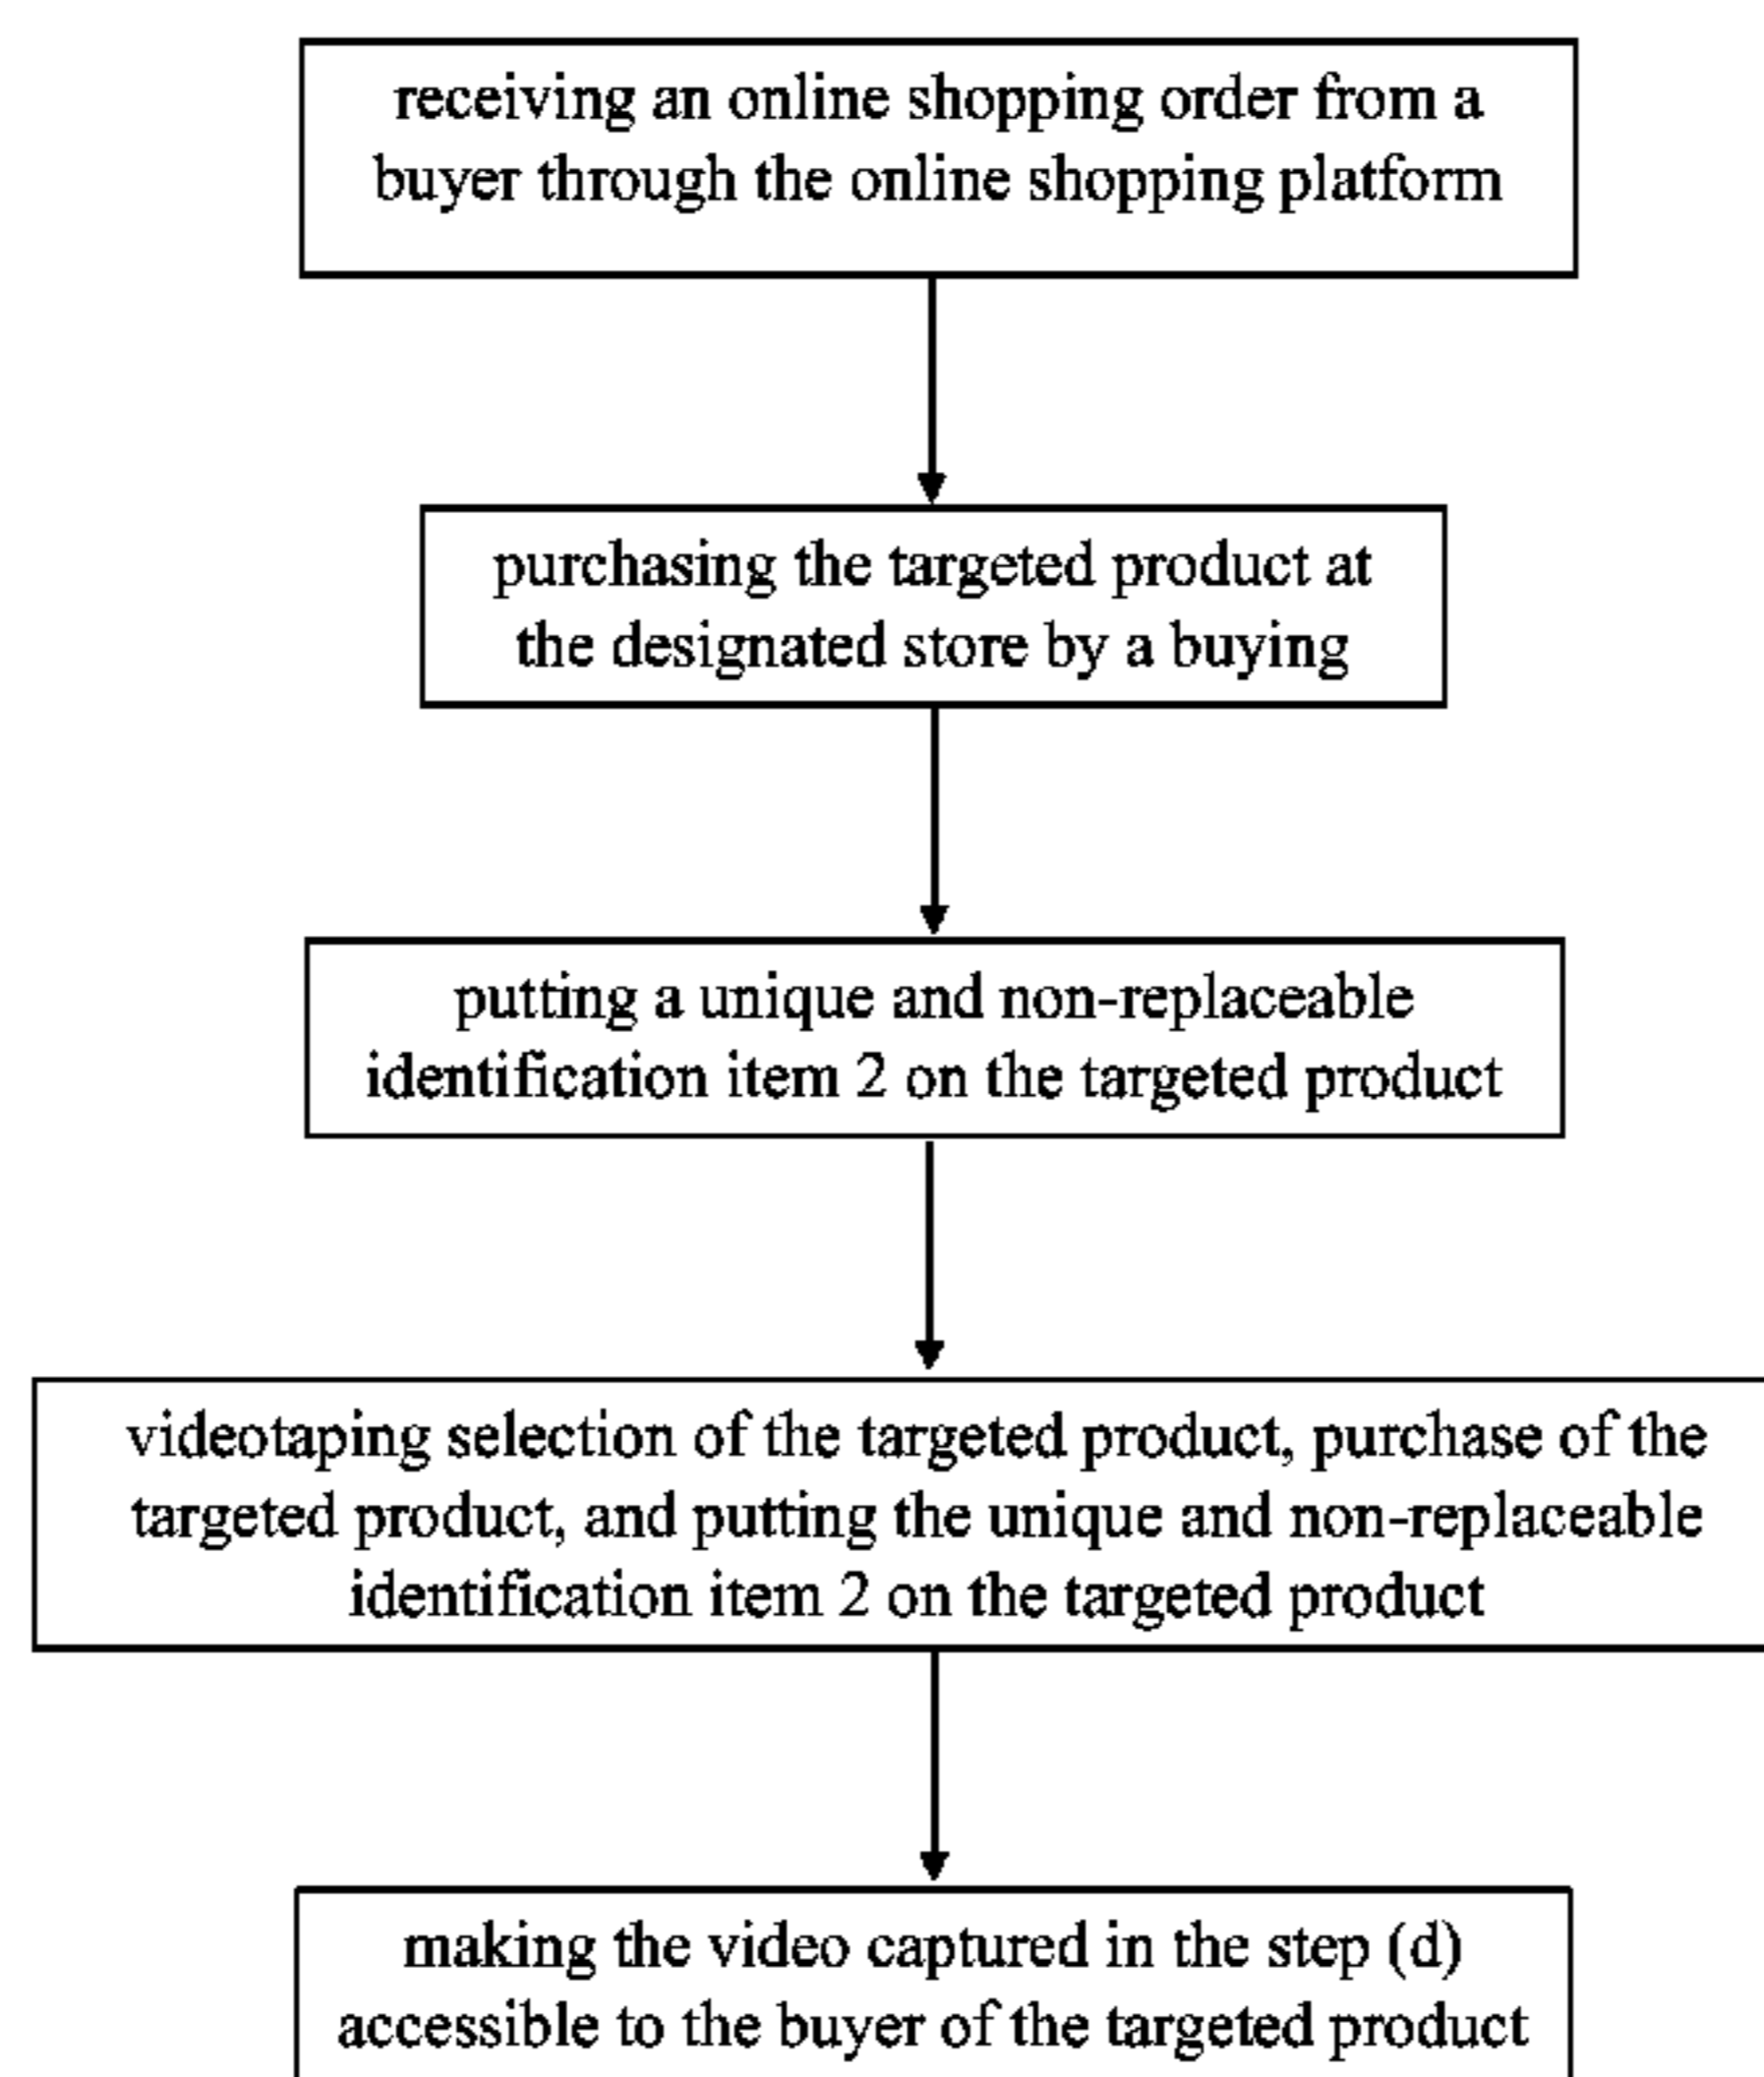 receiving an online shopping order from a
buyer through the online shopping platform
purchasing the targeted product at
the designated store by a buying
putting a unique and non-replaceable
identification item 2 on the targeted product
videotaping selection of the targeted product, purchase of the
targeted product, and putting the unique and non-replaceable
identification item 2 on the targeted product
making the video captured in the step (d)
accessible to the buyer of the targeted product